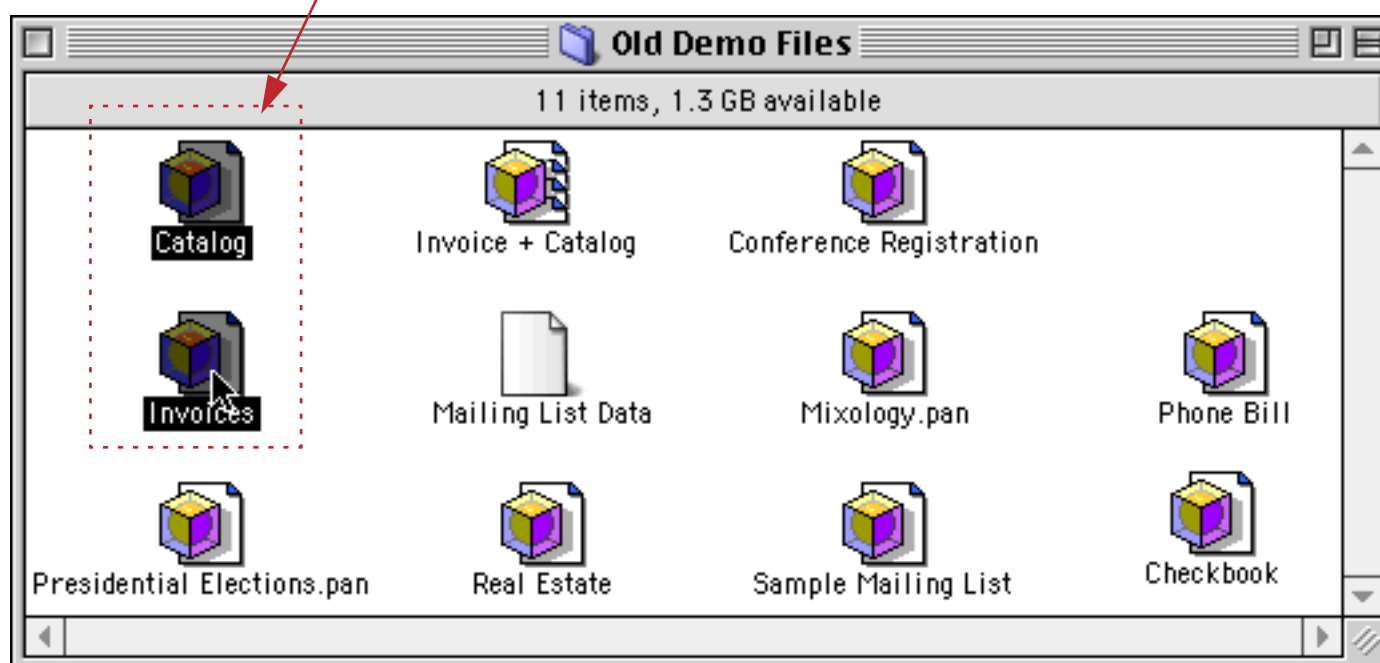 Old Demo Files
11 items, 1.3 GB available
Catalog
Invoice + Catalog
Conference Registration
Invoices
Mailing List Data
Mixology.pan
Phone Bill
Presidential Elections.pan
Real Estate
Sample Mailing List
Checkbook